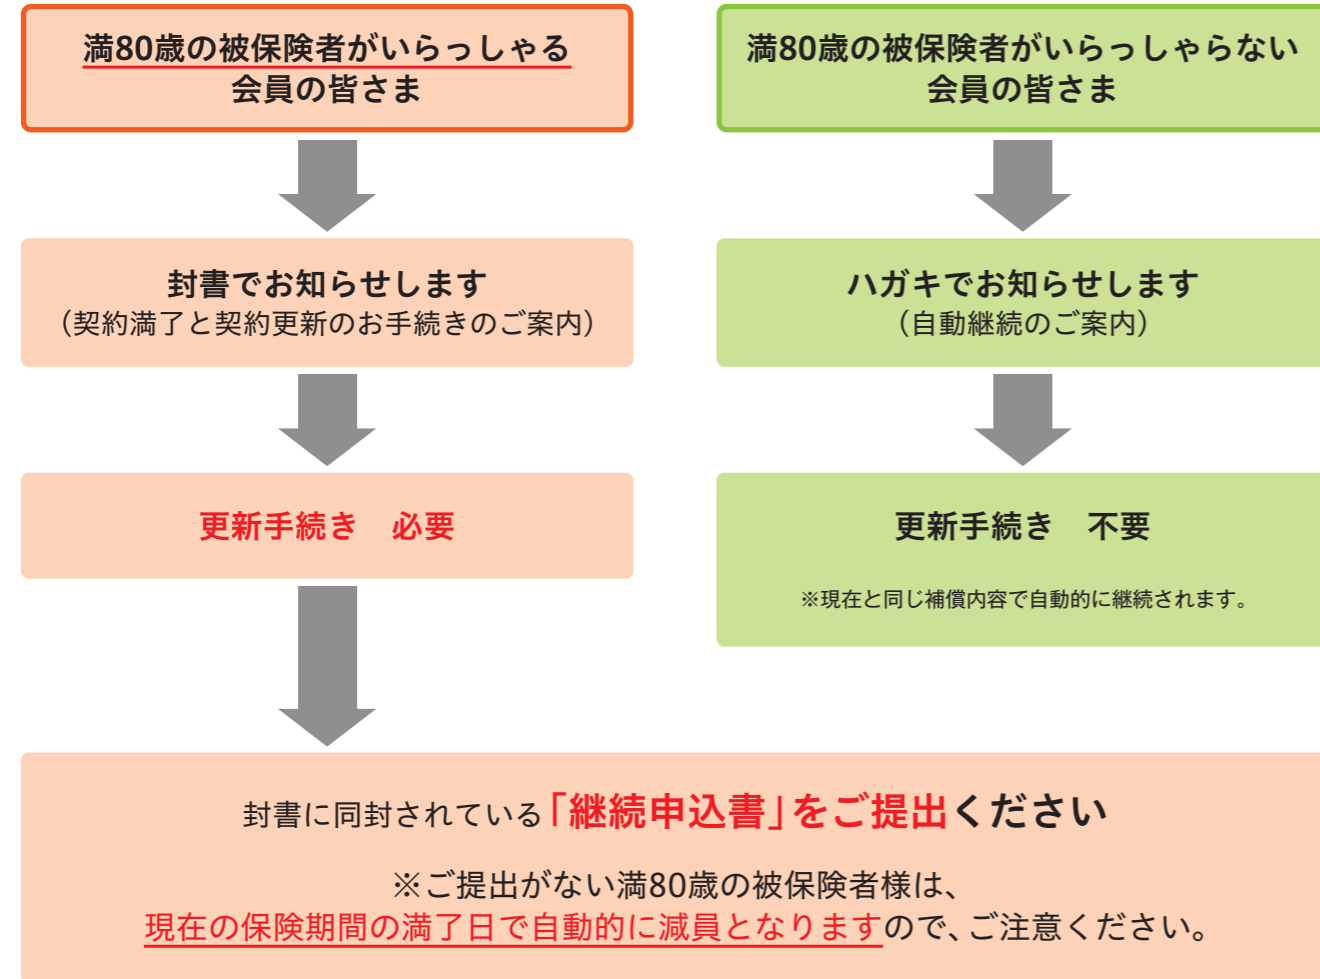 満80歳の被保険者がいらっしゃる
会員の皆さま
封書でお知らせします
（契約満了と契約更新のお手続きのご案内）
更新手続き　必要
満80歳の被保険者がいらっしゃらない
会員の皆さま
ハガキでお知らせします
（自動継続のご案内）
更新手続き　不要
※現在と同じ補償内容で自動的に継続されます。
封書に同封されている「継続申込書」をご提出ください
※ご提出がない満80歳の被保険者様は、
現在の保険期間の満了日で自動的に減員となりますので、ご注意ください。